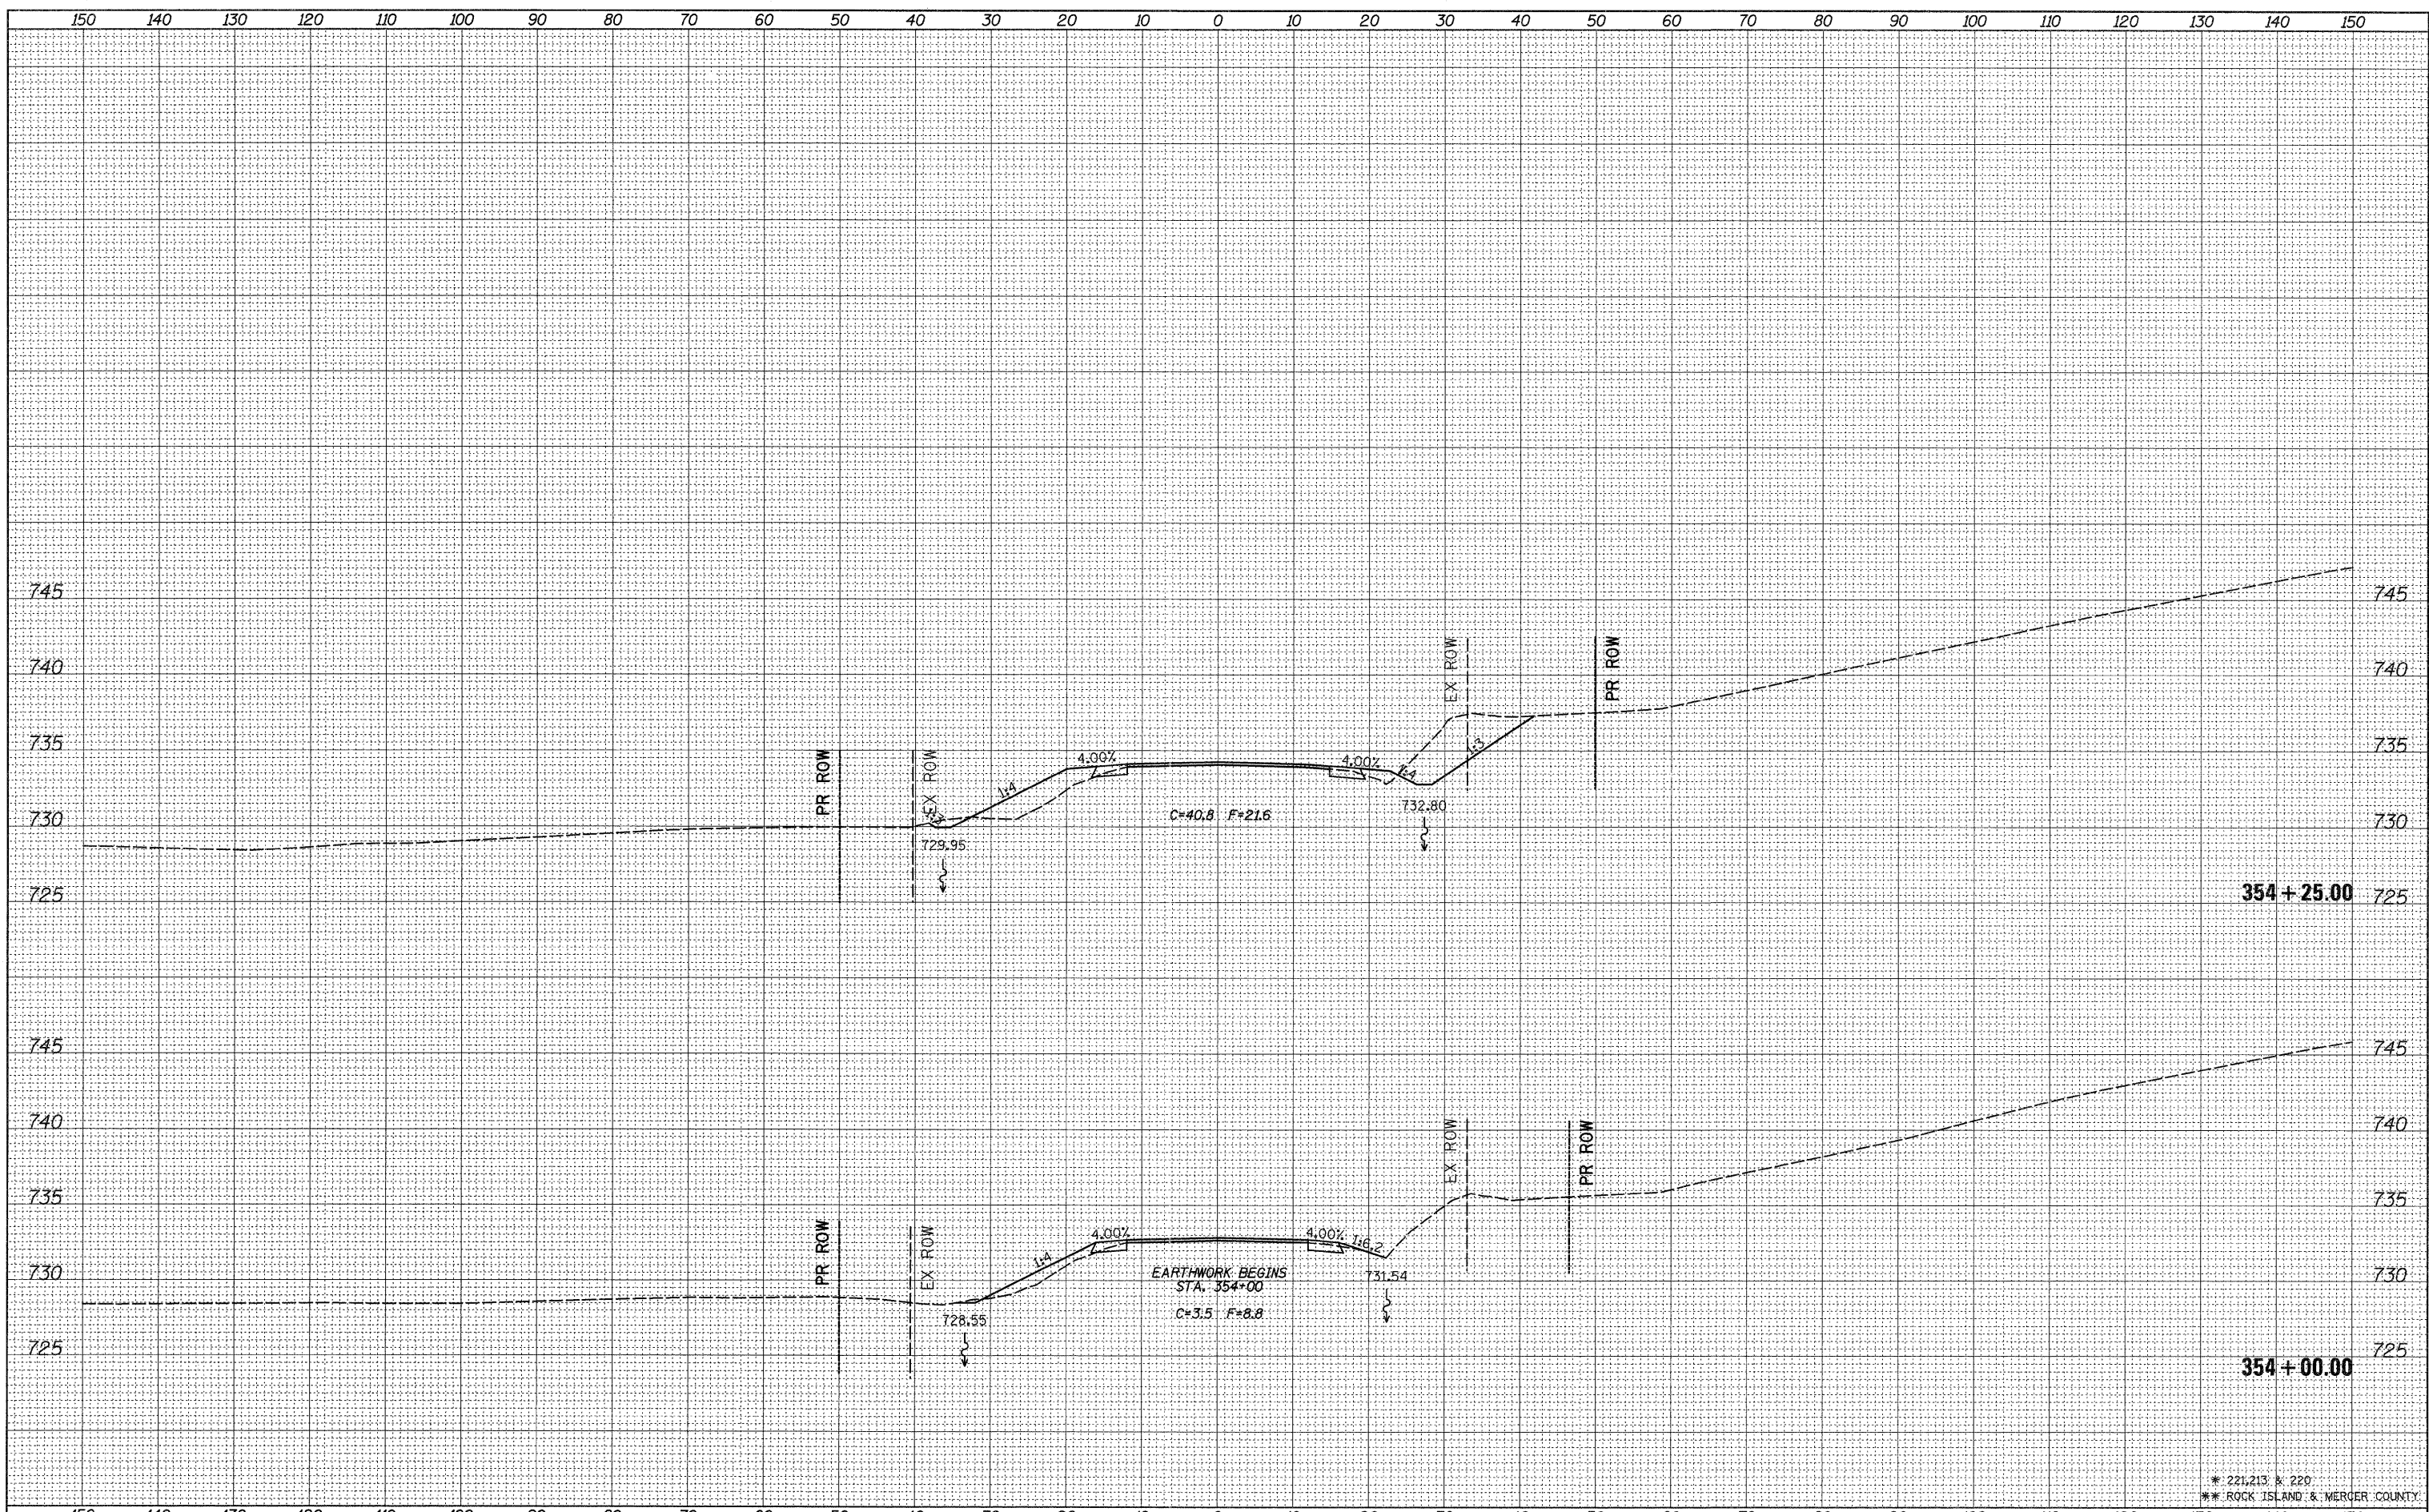 150 140 130 120 110 100 90 80 70 60 50 40 30 20 10 0 10 20 30 40 50 60 70 80 90 100 110 120 130 140 150
745 745
740 EX ROW PR ROW 740
735 735
PR ROW EX ROW 1:4 4.00% 4.00% 1:4 1:3
732.80
C=40.8 F=21.6
730 730
729.95
725 354+25.00 725
745 745
740 EX ROW PR ROW 740
735 735
PR ROW EX ROW 1:4 4.00% 4.00% 1:6.2
730 EARTHWORK BEGINS 731.54 730
STA. 354+00
C=3.5 F=8.8
728.55
725 725
354+00.00
* 221,213 & 220
** ROCK ISLAND & MERCER COUNTY